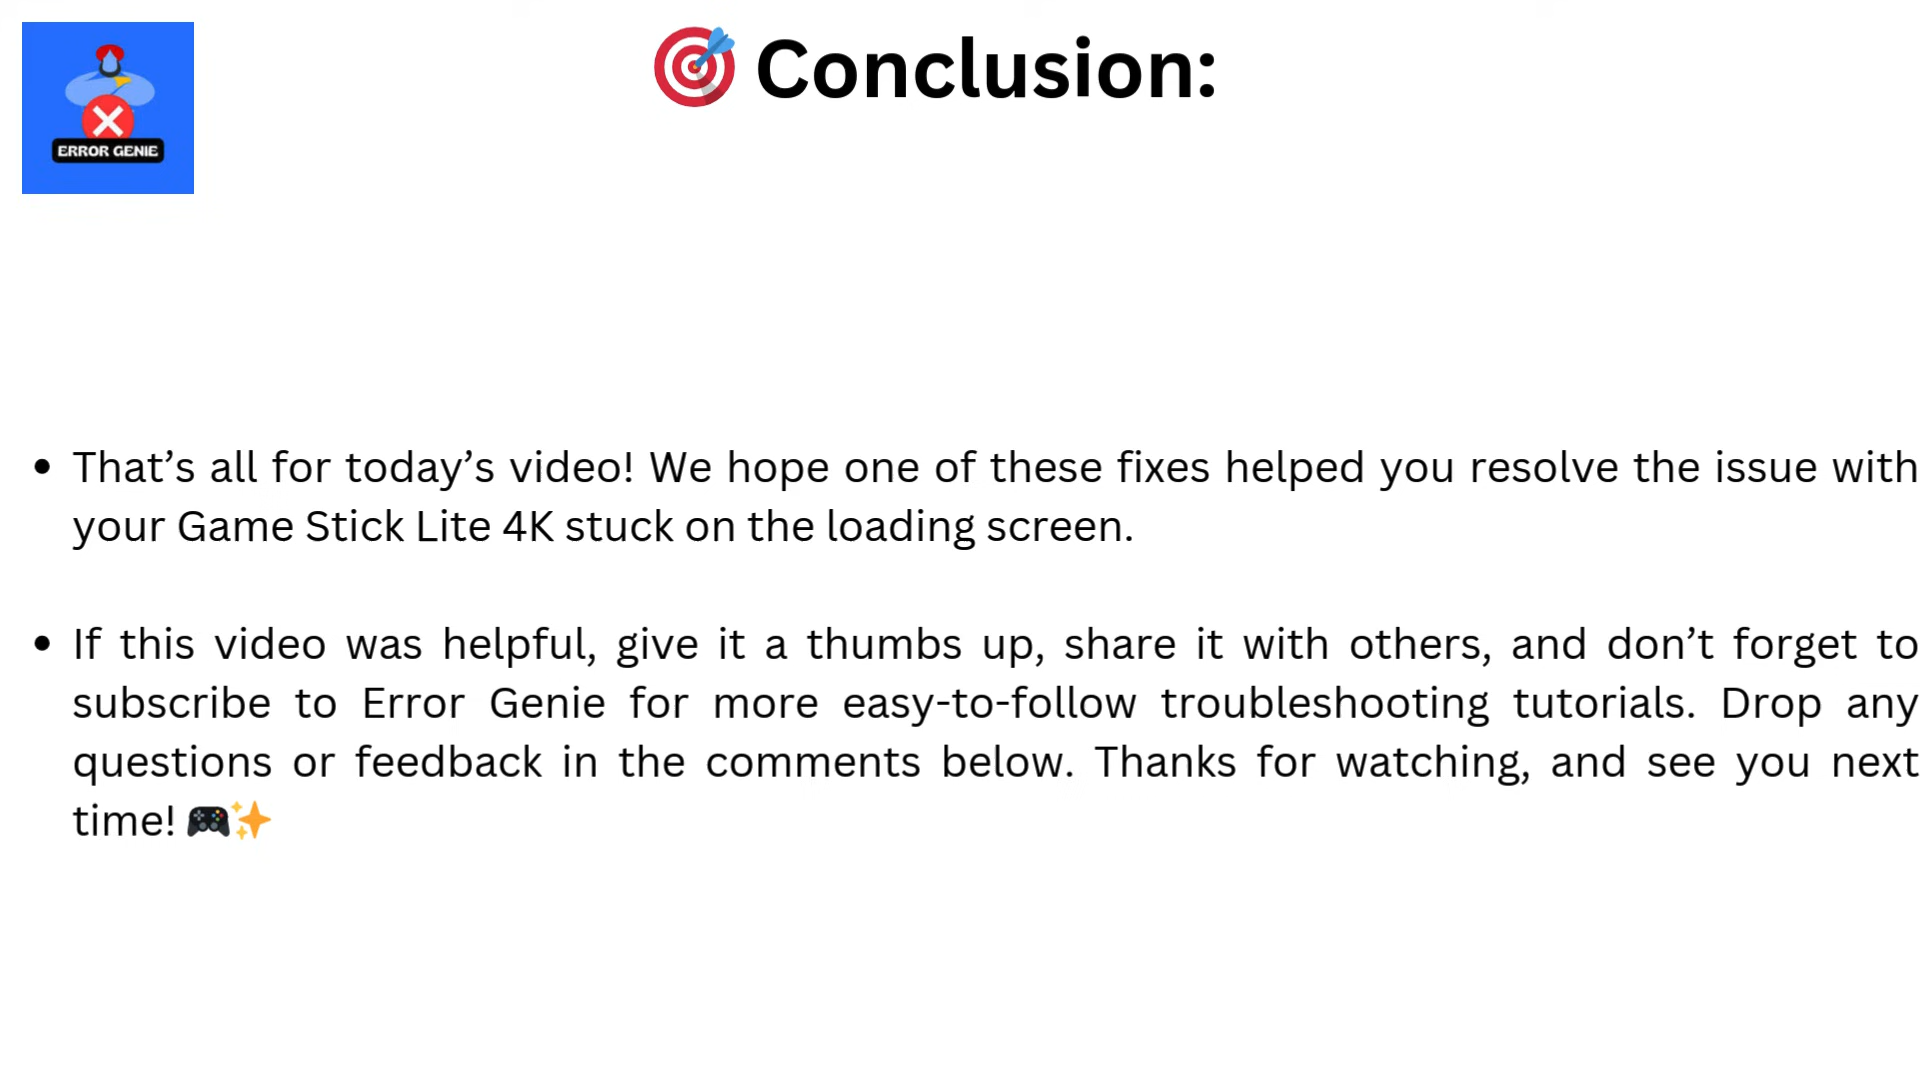 ERROR GENIE
🎯 Conclusion:
• That’s all for today’s video! We hope one of these fixes helped you resolve the issue with
your Game Stick Lite 4K stuck on the loading screen.
• If this video was helpful, give it a thumbs up, share it with others, and don’t forget to
subscribe to Error Genie for more easy-to-follow troubleshooting tutorials. Drop any
questions or feedback in the comments below. Thanks for watching, and see you next
time! 🎮✨